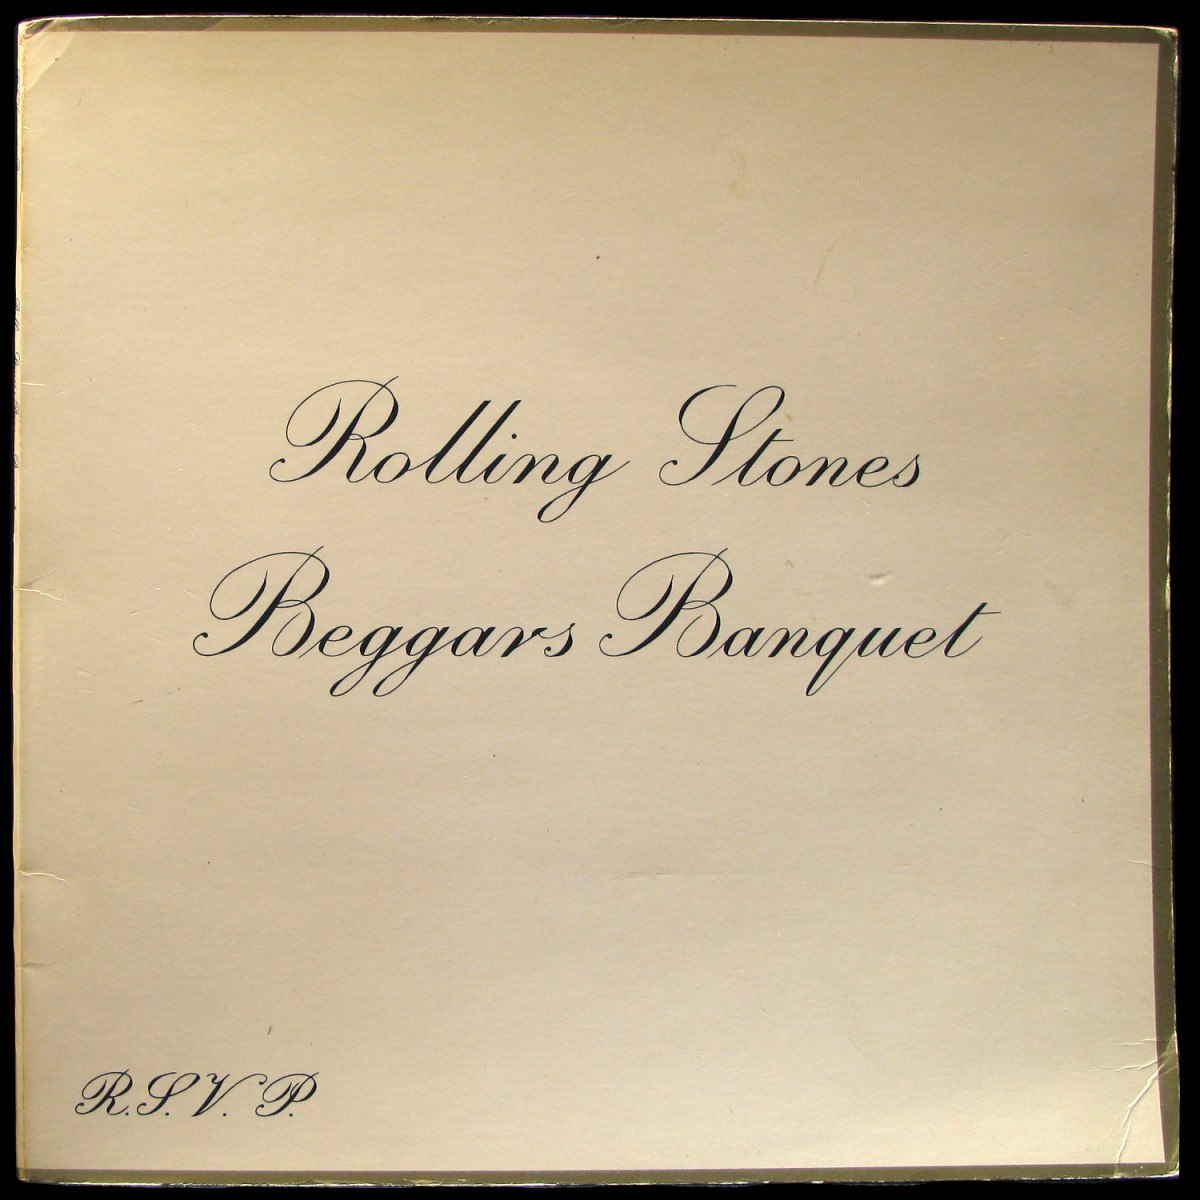 Rolling Stones
Beggars Banquet
R.S.V.P.